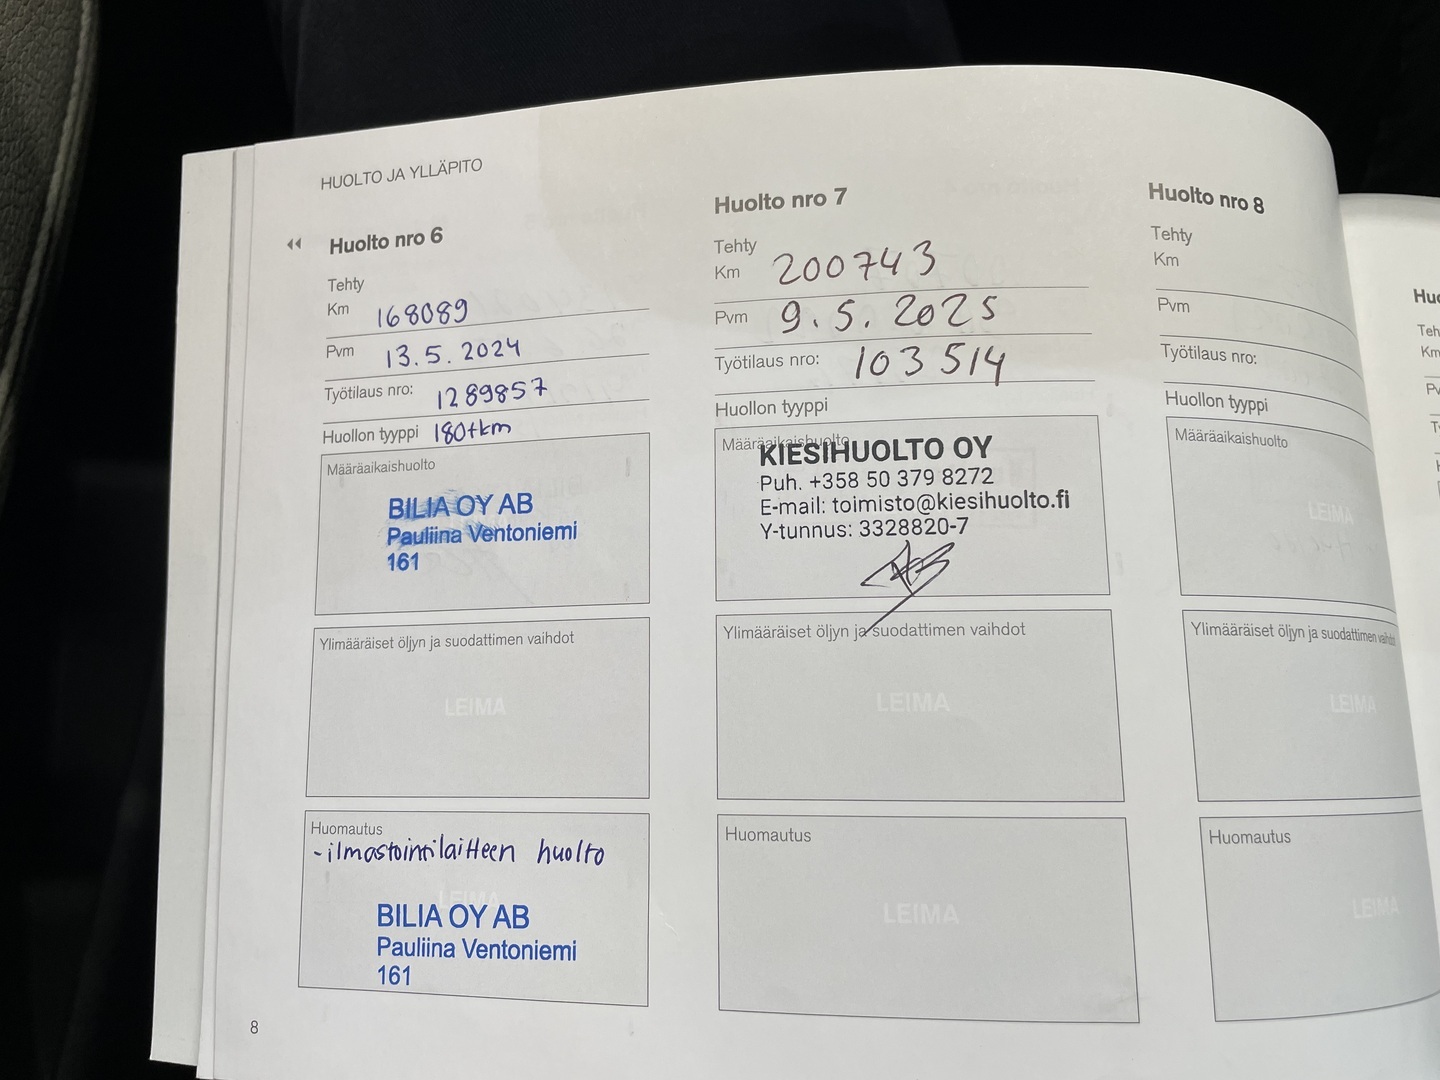 HUOLTO JA YLLÄPITO
Huolto nro 6
Tehty
Km 168089
Pvm 13.5.2024
Työtilaus nro: 1289857
Huollon tyyppi 180tkm
Määräaikaishuolto
BILIA OY AB
Pauliina Ventoniemi
161
Ylimääräiset öljyn ja suodattimen vaihdot
LEIMA
Huomautus
-ilmastointilaitteen huolto
LEIMA
BILIA OY AB
Pauliina Ventoniemi
161
8
Huolto nro 7
Tehty
Km 200743
Pvm 9.5.2025
Työtilaus nro: 103514
Huollon tyyppi
Määräaikaishuolto
KIESIHUOLTO OY
Puh. +358 50 379 8272
E-mail: toimisto@kiesihuolto.fi
Y-tunnus: 3328820-7
Ylimääräiset öljyn ja suodattimen vaihdot
LEIMA
Huomautus
LEIMA
Huolto nro 8
Tehty
Km
Pvm
Työtilaus nro:
Huollon tyyppi
Määräaikaishuolto
LEIMA
Ylimääräiset öljyn ja suodattimen vaihdot
LEIMA
Huomautus
LEIMA
Km